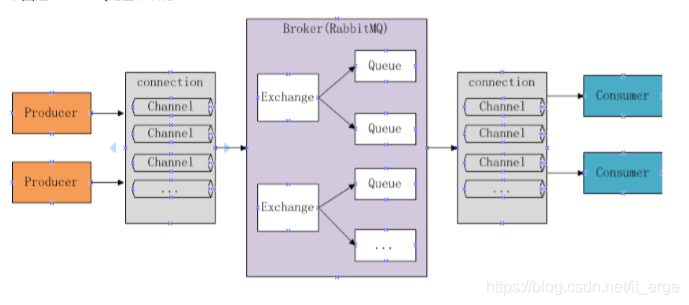 Broker(RabbitMQ)
Producer
Producer
connection
Channel
Channel
Channel
...
Exchange
Queue
Queue
Exchange
Queue
...
connection
Channel
Channel
Channel
...
Consumer
Consumer
https://blog.csdn.net/it_erge